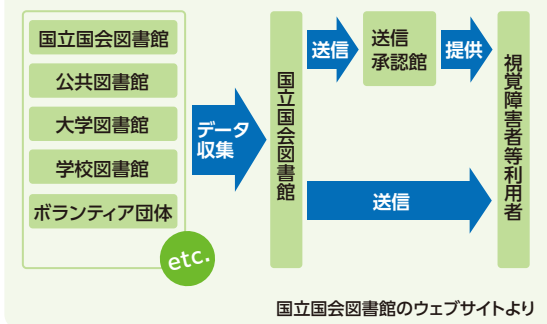 国立国会図書館
公共図書館
大学図書館
学校図書館
ボランティア団体
etc.
データ
収集
国立国会図書館
送信
送信
承認館
提供
送信
視覚障害者等利用者
国立国会図書館のウェブサイトより